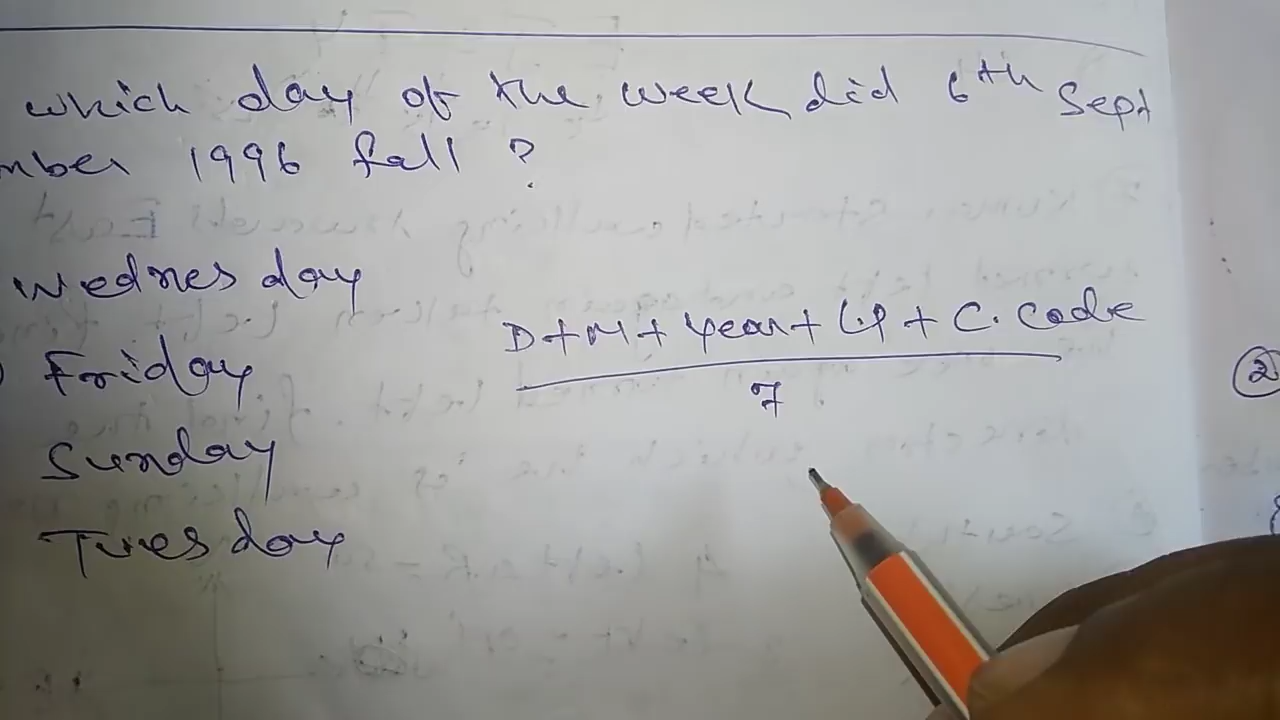 which day of the week did 6th Sept
mber 1996 fall ?
Wednesday
Friday
Sunday
Tuesday
D+M+Year+L.Y+C.Code
7
2